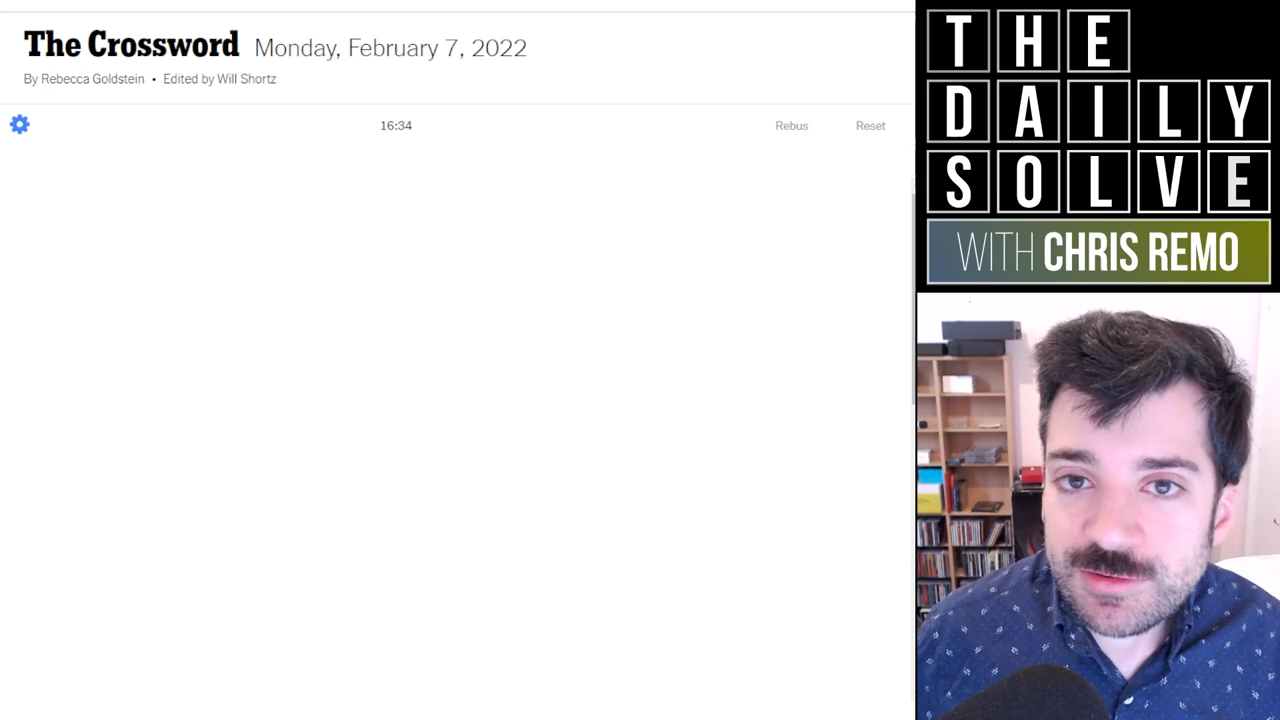 The Crossword Monday, February 7, 2022
By Rebecca Goldstein • Edited by Will Shortz
16:34 Rebus Reset
THE
DAILY
SOLVE
WITH CHRIS REMO